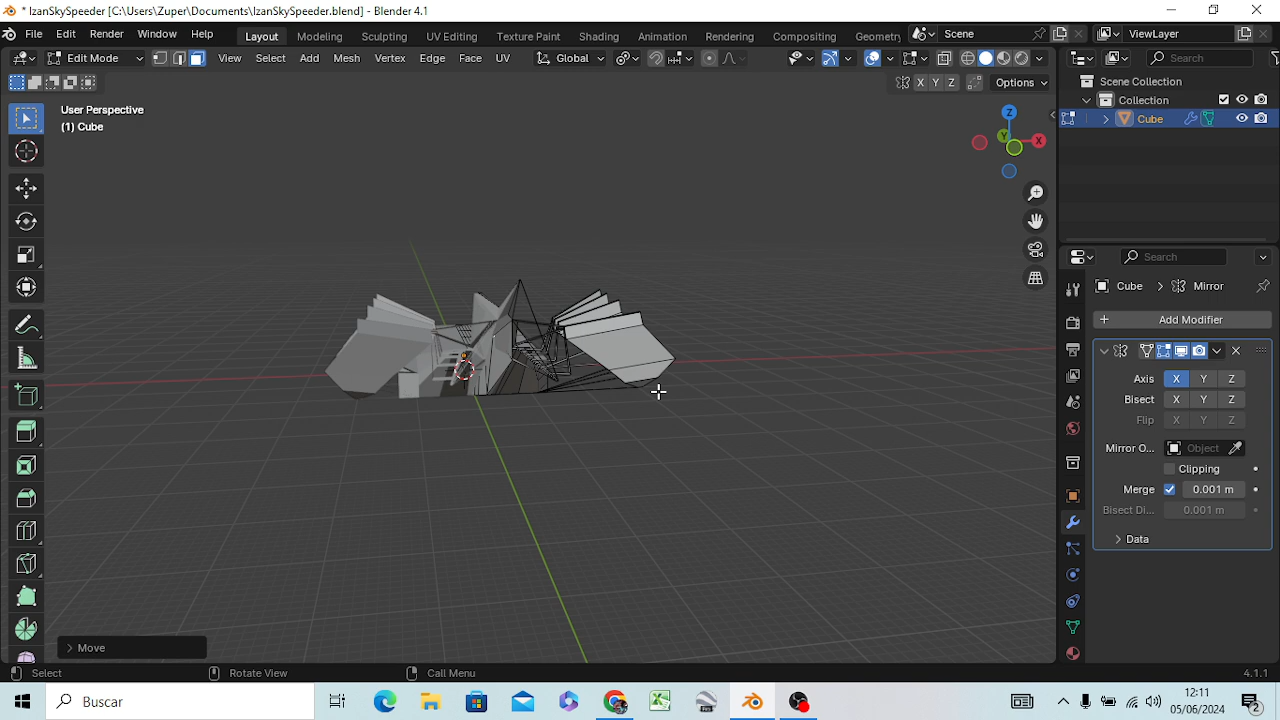 * IzanSkySpeeder [C:\Users\Zuper\Documents\IzanSkySpeeder.blend] - Blender 4.1
File Edit Render Window Help Layout Modeling Sculpting UV Editing Texture Paint Shading Animation Rendering Compositing Geometr Scene ViewLayer
Edit Mode View Select Add Mesh Vertex Edge Face UV Global Search
X Y Z Options
Scene Collection
Collection
Cube
User Perspective
(1) Cube
Z
Y
X
Search
Cube > Mirror
+ Add Modifier
Axis X Y Z
Bisect X Y Z
Flip X Y Z
Mirror O... Object
Clipping
Merge 0.001 m
Bisect Di... 0.001 m
> Data
> Move
Select Rotate View Call Menu 4.1.1
Buscar
12:11
05/06/2024
2